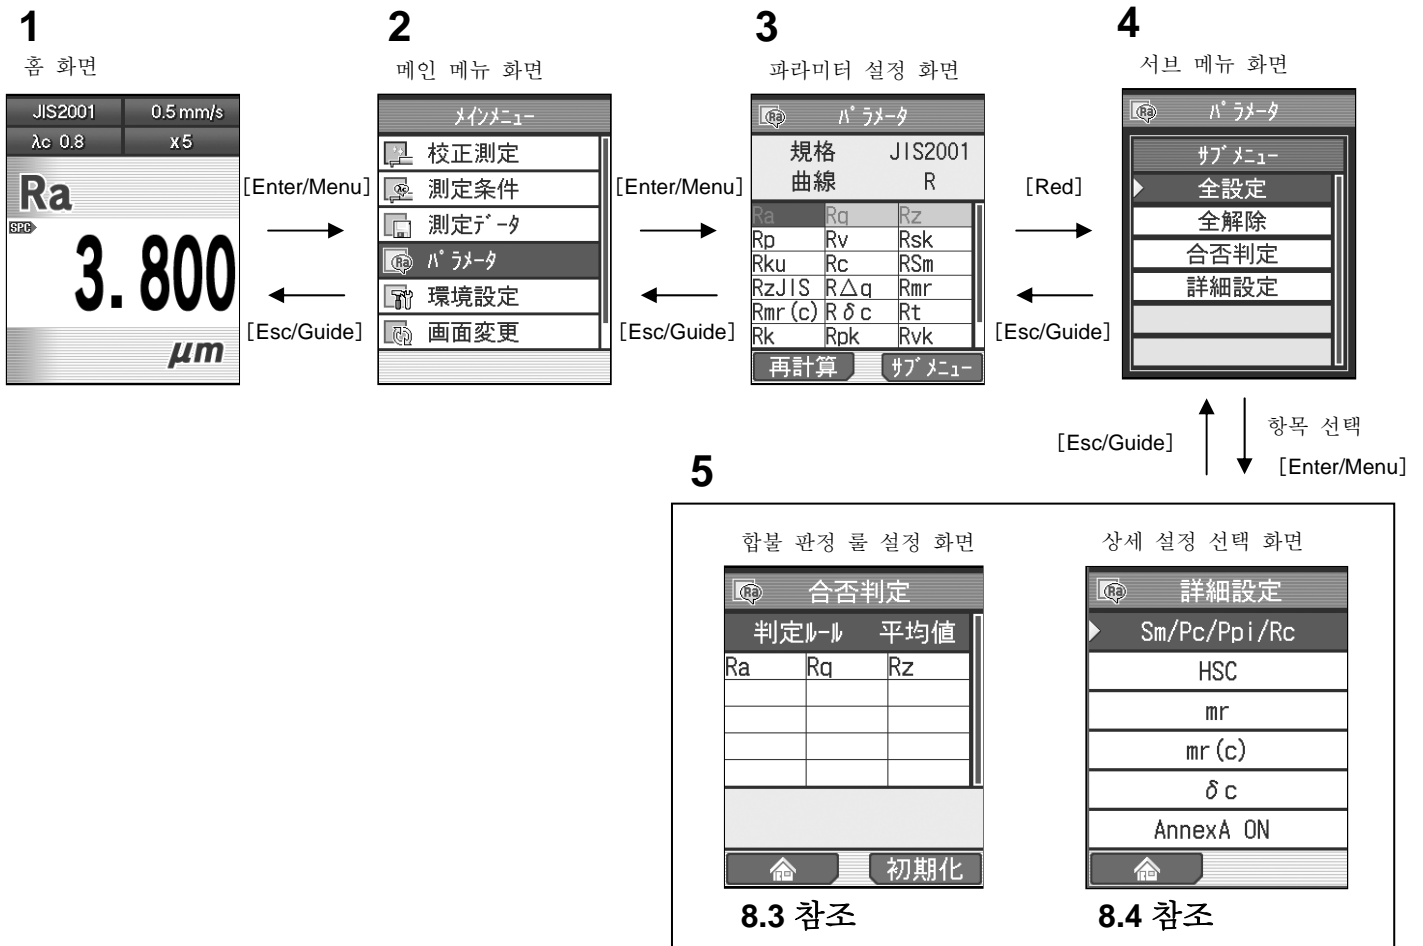 1
홈 화면
JIS2001 0.5 mm/s
λc 0.8 x 5
Ra
SPC
3.800
μm
[Enter/Menu]
[Esc/Guide]
2
메인 메뉴 화면
メインメニュー
校正測定
測定条件
測定データ
パラメータ
環境設定
画面変更
[Enter/Menu]
[Esc/Guide]
3
파라미터 설정 화면
Ra パラメータ
規格 JIS2001
曲線 R
Ra Rq Rz
Rp Rv Rsk
Rku Rc RSm
RzJIS R△q Rmr
Rmr(c) Rδc Rt
Rk Rpk Rvk
再計算 サブメニュー
[Red]
[Esc/Guide]
4
서브 메뉴 화면
Ra パラメータ
サブメニュー
全設定
全解除
合否判定
詳細設定
[Esc/Guide]
항목 선택
[Enter/Menu]
5
합불 판정 룰 설정 화면
Ra 合否判定
判定ルール 平均値
Ra Rq Rz
初期化
8.3 참조
상세 설정 선택 화면
Ra 詳細設定
Sm/Pc/Ppi/Rc
HSC
mr
mr(c)
δc
AnnexA ON
8.4 참조